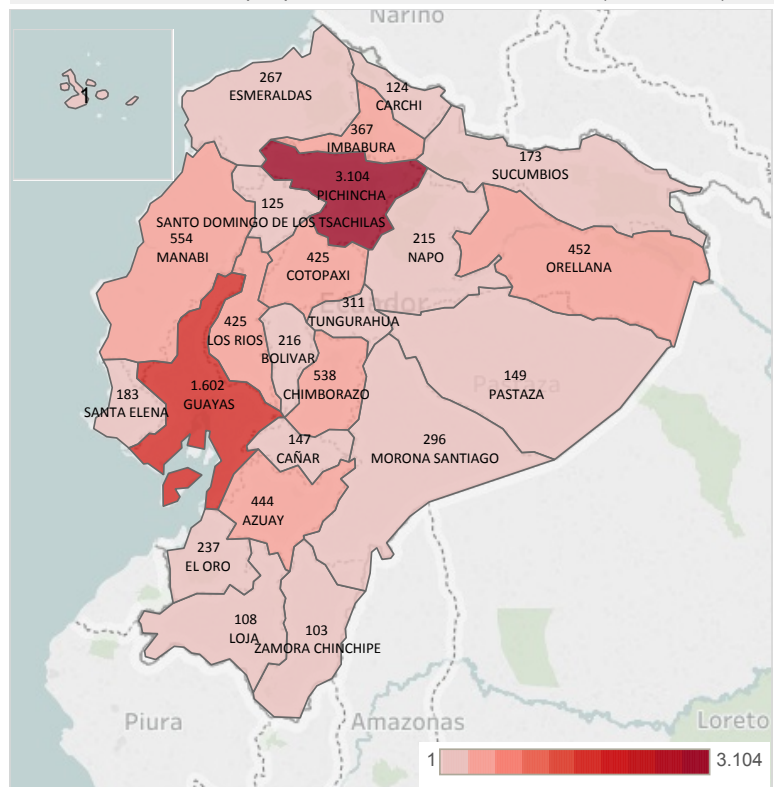 Nariño
1
267
ESMERALDAS
124
CARCHI
367
IMBABURA
173
SUCUMBIOS
3.104
PICHINCHA
125
SANTO DOMINGO DE LOS TSACHILAS
554
MANABI
215
NAPO
452
ORELLANA
425
COTOPAXI
Ecuador
311
TUNGURAHUA
425
LOS RIOS
216
BOLIVAR
538
CHIMBORAZO
Pastaza
149
PASTAZA
183
SANTA ELENA
1.602
GUAYAS
147
CAÑAR
296
MORONA SANTIAGO
444
AZUAY
237
EL ORO
108
LOJA
103
ZAMORA CHINCHIPE
Piura
Amazonas
Loreto
1
3.104